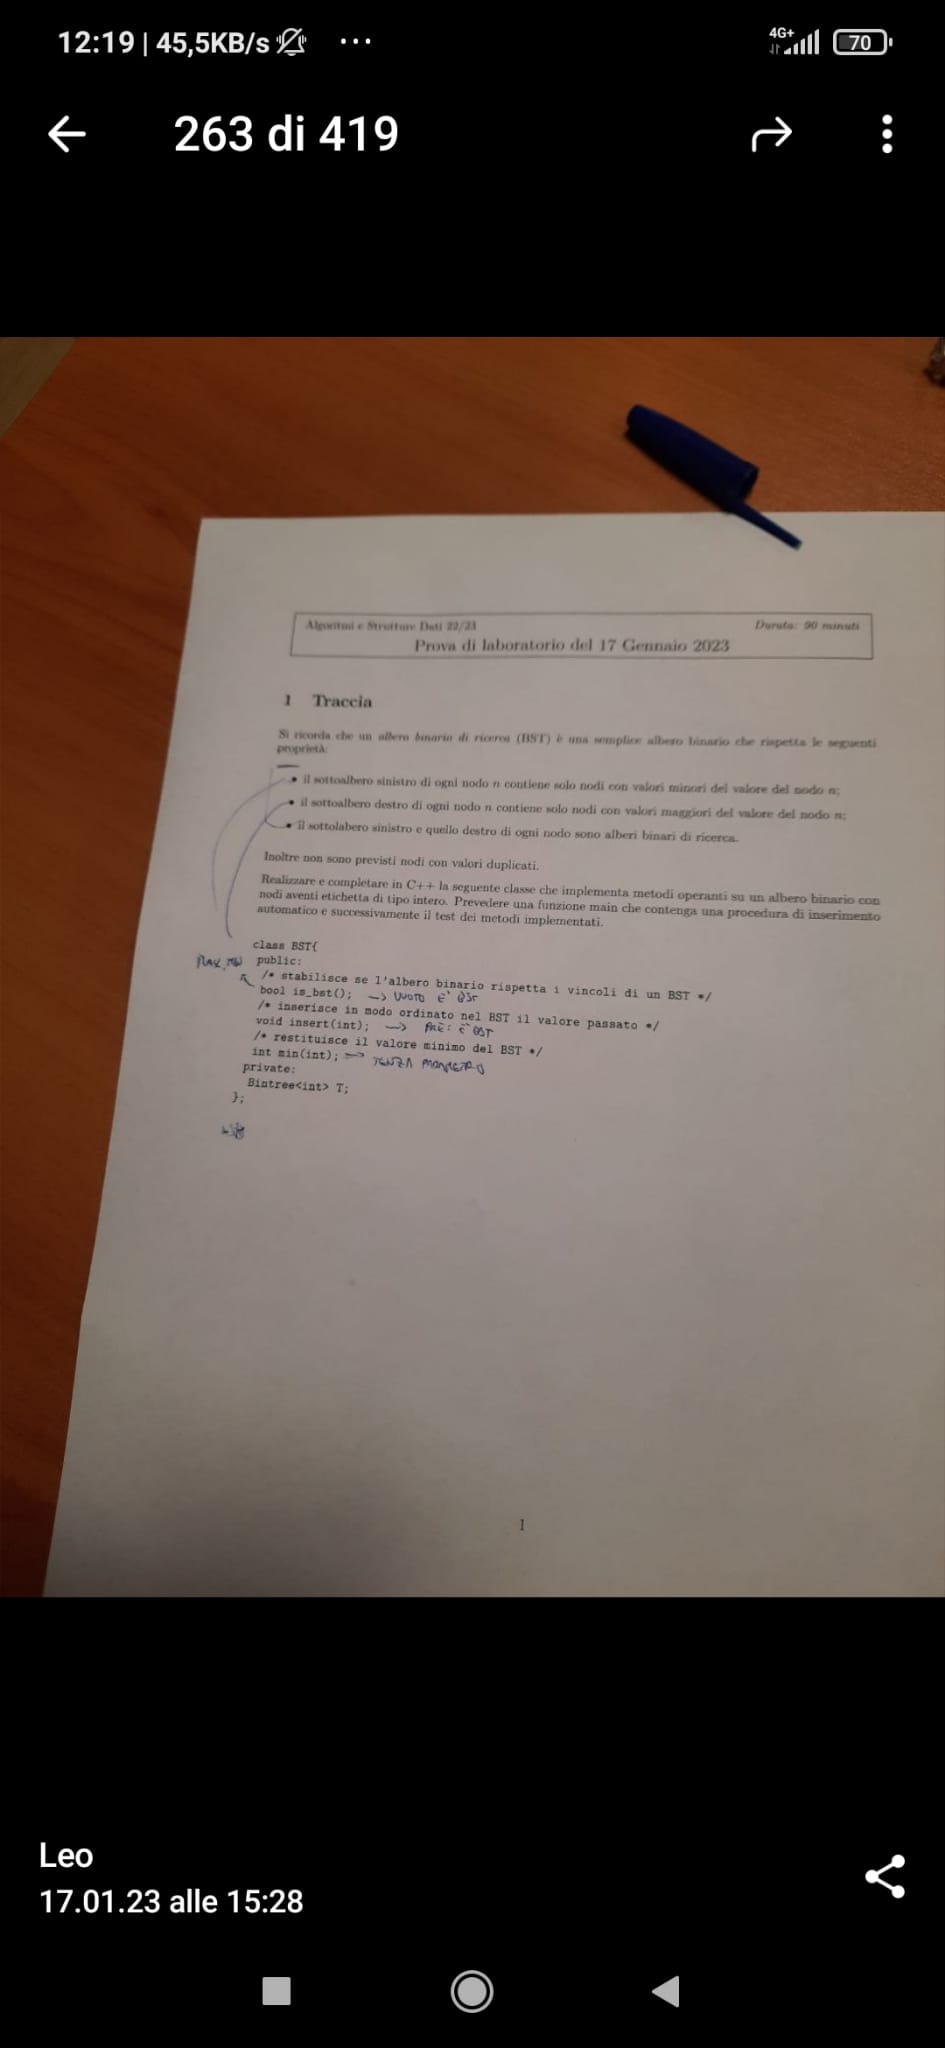 12:19 | 45,5KB/s
4G+
70
263 di 419
Algoritmi e Strutture Dati 22/23
Durata: 90 minuti
Prova di laboratorio del 17 Gennaio 2023
1 Traccia
Si ricorda che un albero binario di ricerca (BST) è una semplice albero binario che rispetta le seguenti
proprietà:
• il sottoalbero sinistro di ogni nodo n contiene solo nodi con valori minori del valore del nodo n;
• il sottoalbero destro di ogni nodo n contiene solo nodi con valori maggiori del valore del nodo n;
• il sottolabero sinistro e quello destro di ogni nodo sono alberi binari di ricerca.
Inoltre non sono previsti nodi con valori duplicati.
Realizzare e completare in C++ la seguente classe che implementa metodi operanti su un albero binario con
nodi aventi etichetta di tipo intero. Prevedere una funzione main che contenga una procedura di inserimento
automatico e successivamente il test dei metodi implementati.
class BST{
public:
/* stabilisce se l'albero binario rispetta i vincoli di un BST */
bool is_bst(); → VUOTO E' BST
/* inserisce in modo ordinato nel BST il valore passato */
void insert(int); → PRE: E' BST
/* restituisce il valore minimo del BST */
int min(int); → SENZA
private:
Bintree<int> T;
};
1
Leo
17.01.23 alle 15:28